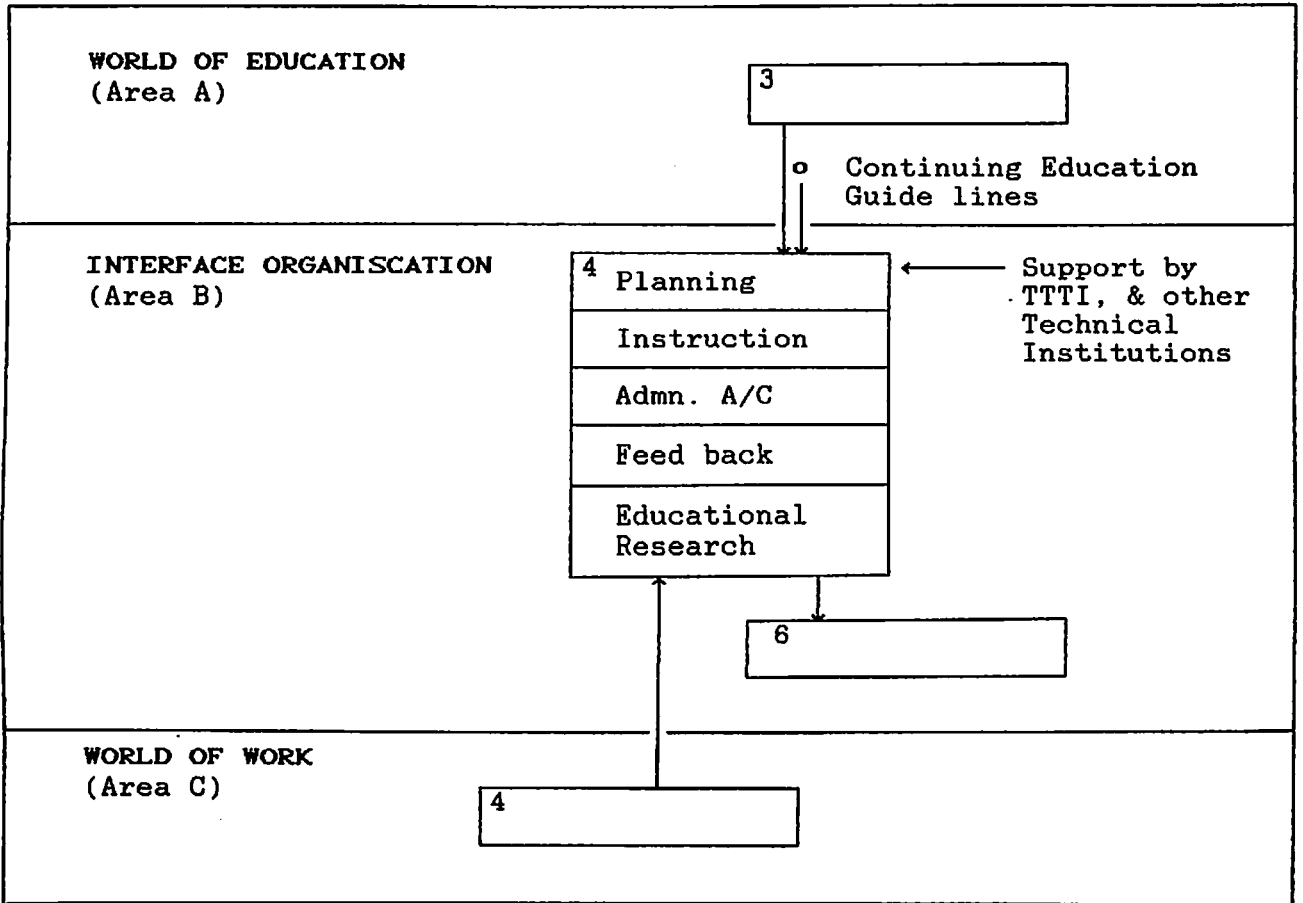 WORLD OF EDUCATION
(Area A)
3
o Continuing Education
Guide lines
INTERFACE ORGANISCATION
(Area B)
4 Planning
Instruction
Admn. A/C
Feed back
Educational
Research
Support by
TTTI, & other
Technical
Institutions
6
WORLD OF WORK
(Area C)
4